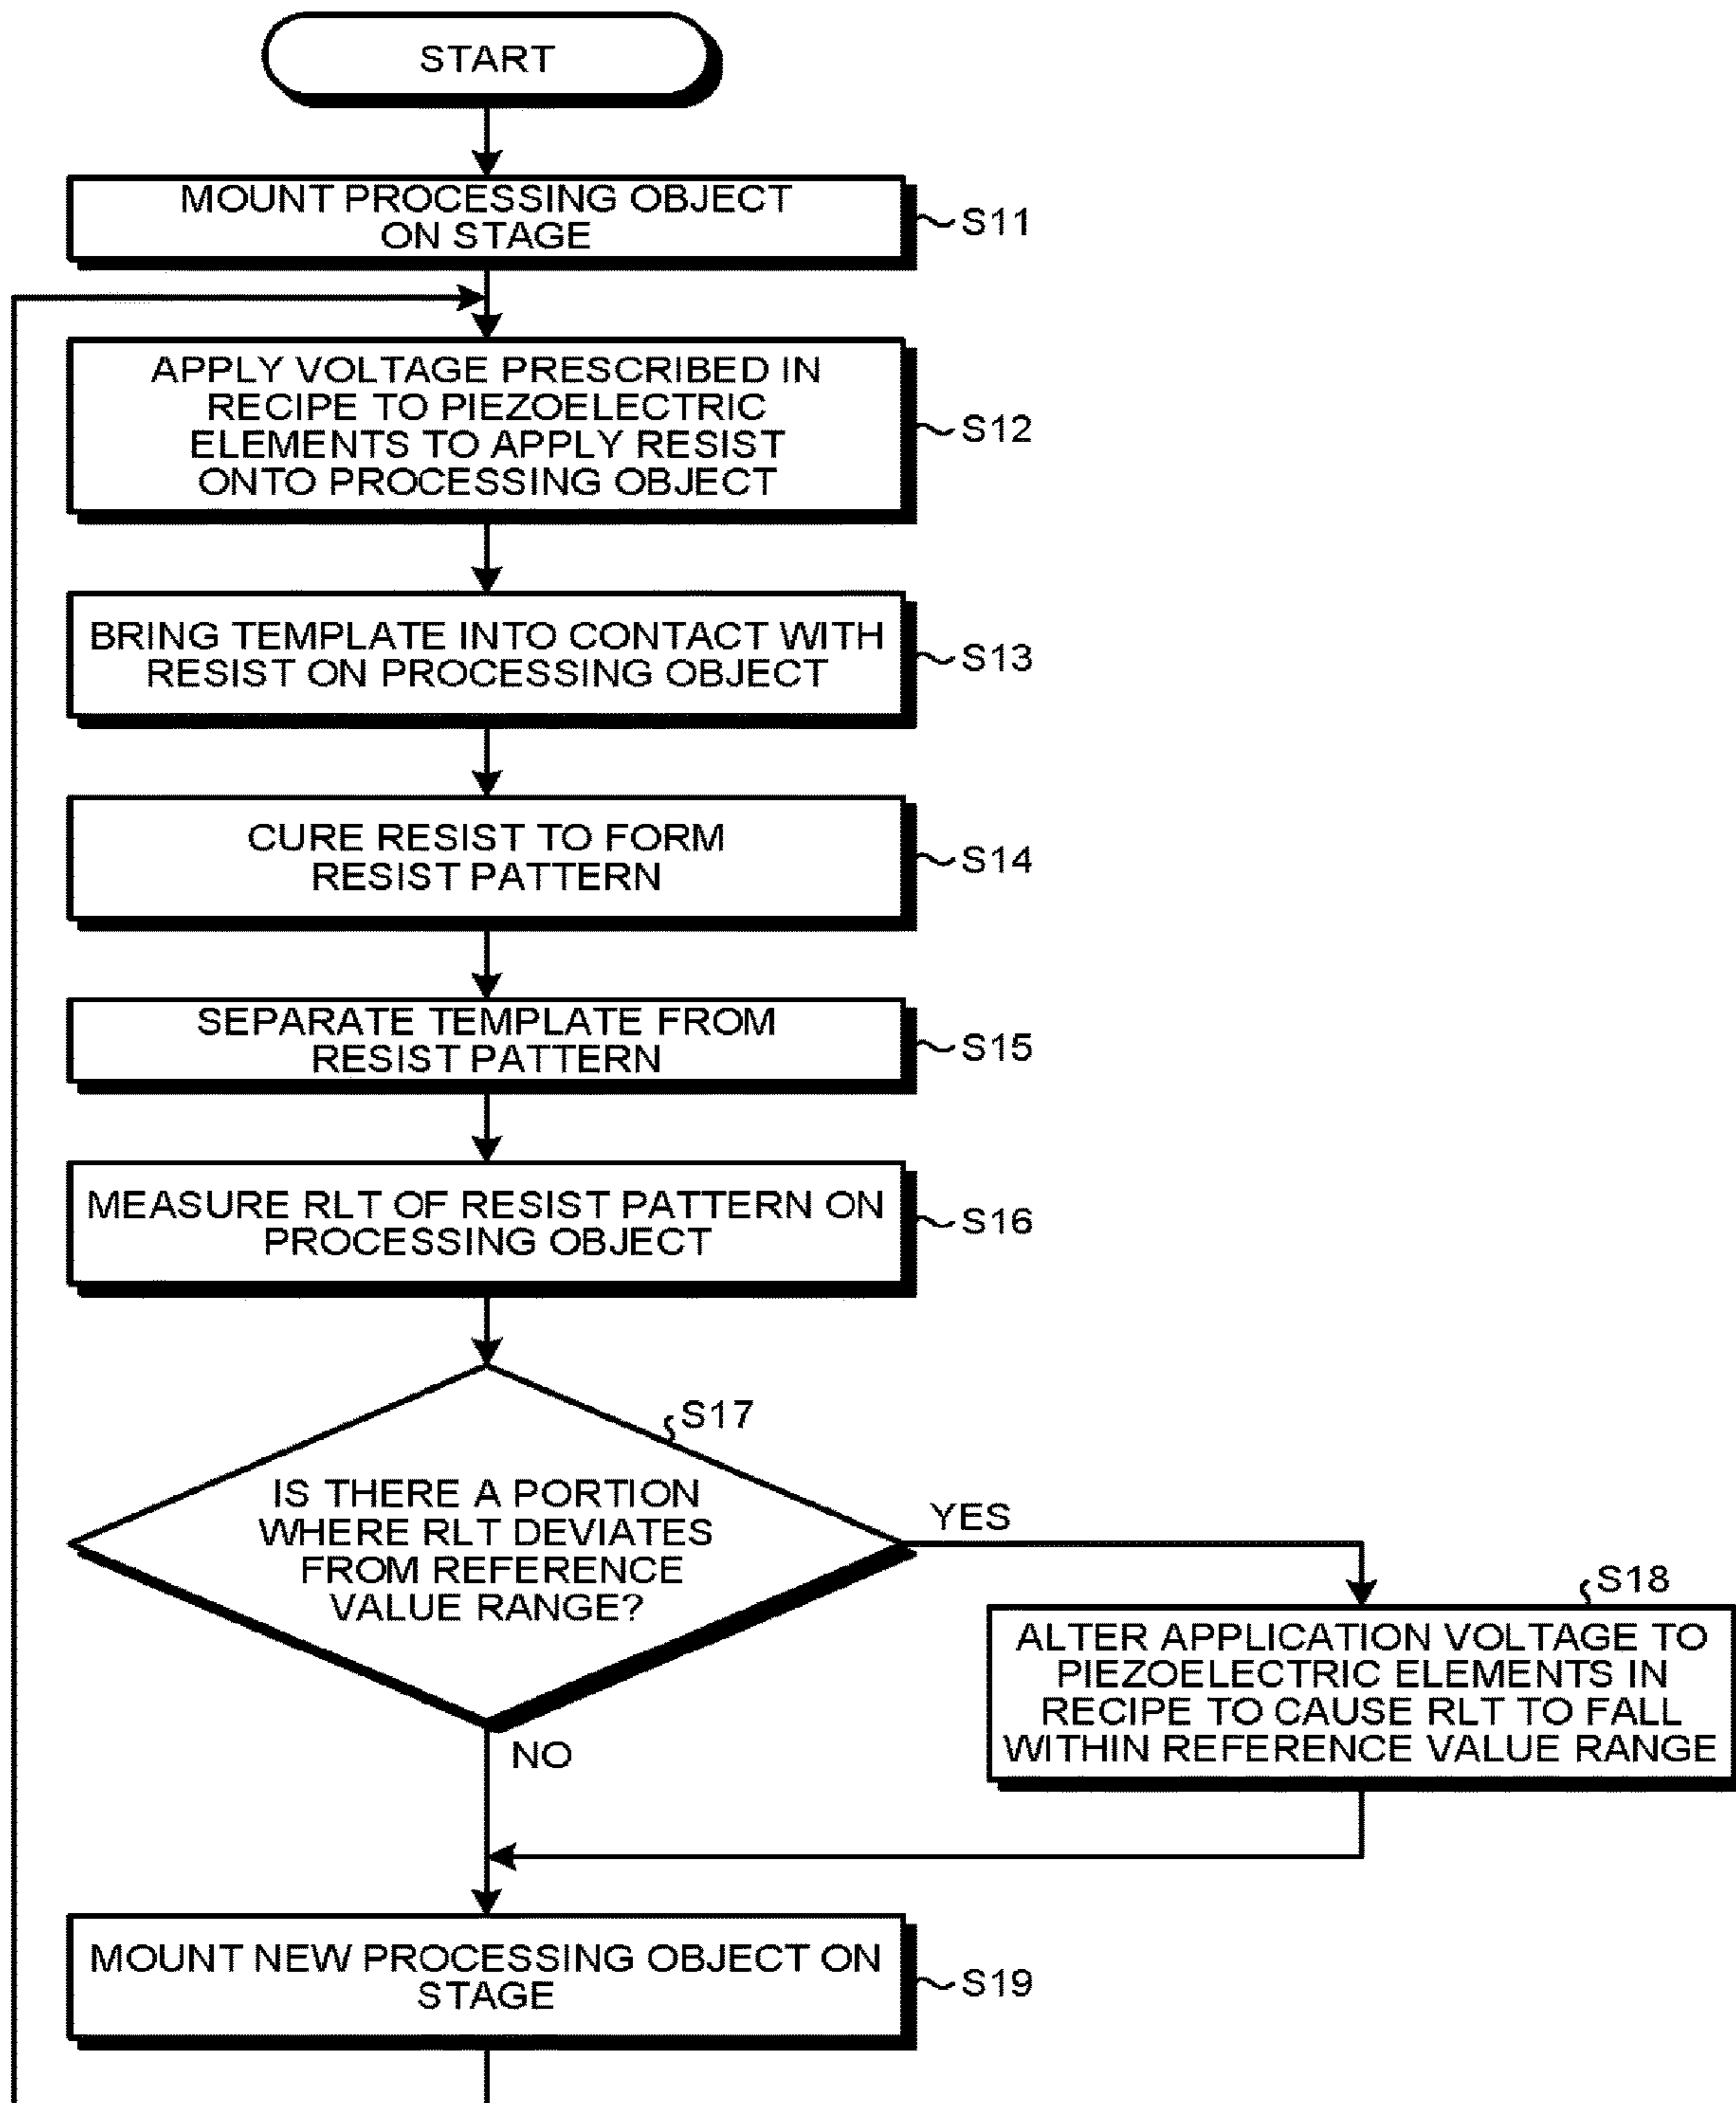 START
MOUNT PROCESSING OBJECT
ON STAGE
S11
APPLY VOLTAGE PRESCRIBED IN
RECIPE TO PIEZOELECTRIC
ELEMENTS TO APPLY RESIST
ONTO PROCESSING OBJECT
S12
BRING TEMPLATE INTO CONTACT WITH
RESIST ON PROCESSING OBJECT
S13
CURE RESIST TO FORM
RESIST PATTERN
S14
SEPARATE TEMPLATE FROM
RESIST PATTERN
S15
MEASURE RLT OF RESIST PATTERN ON
PROCESSING OBJECT
S16
S17
IS THERE A PORTION
WHERE RLT DEVIATES
FROM REFERENCE
VALUE RANGE?
YES
NO
S18
ALTER APPLICATION VOLTAGE TO
PIEZOELECTRIC ELEMENTS IN
RECIPE TO CAUSE RLT TO FALL
WITHIN REFERENCE VALUE RANGE
MOUNT NEW PROCESSING OBJECT ON
STAGE
S19